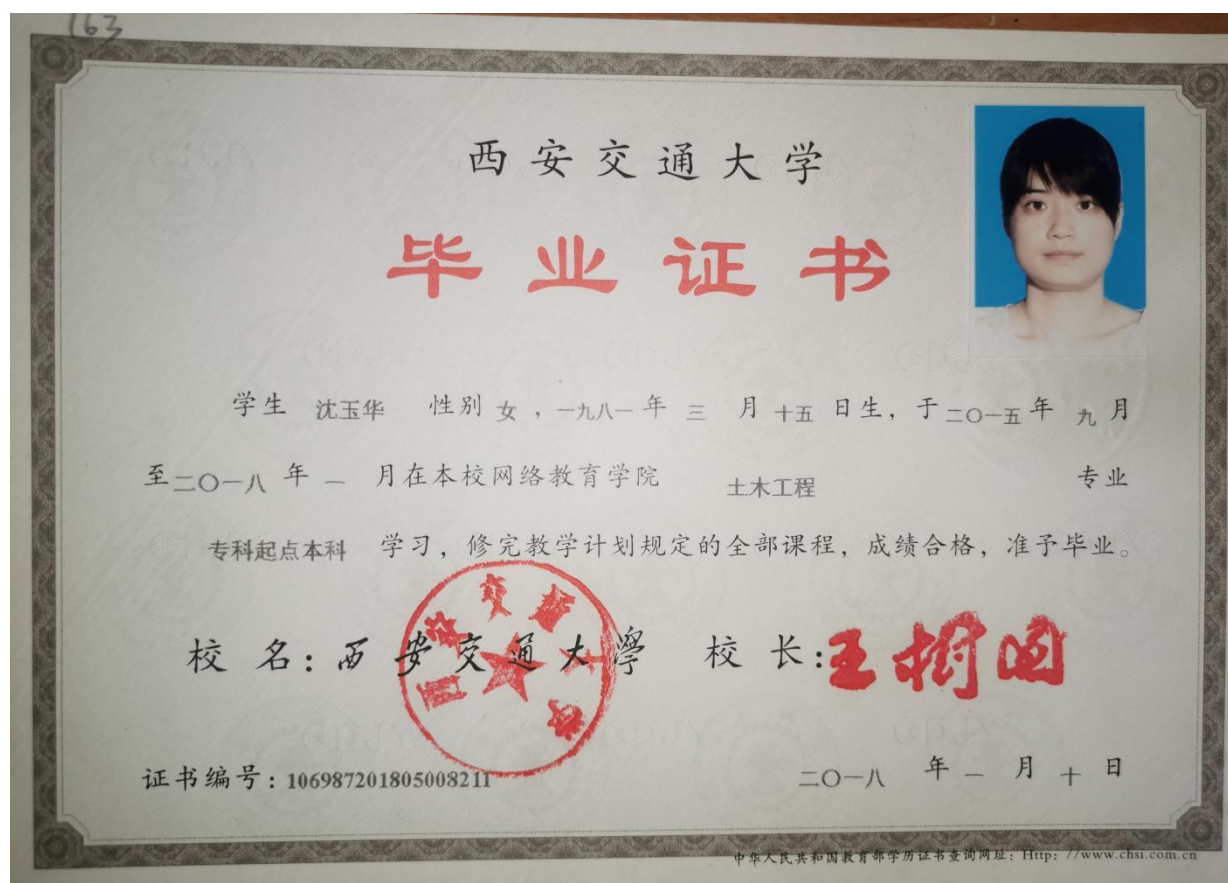 163
西安交通大学
毕业证书
学生 沈玉华 性别 女，一九八一 年 三 月 十五 日生，于 二〇一五 年 九 月
至 二〇一八 年 一 月在本校网络教育学院 土木工程 专业
专科起点本科 学习，修完教学计划规定的全部课程，成绩合格，准予毕业。
校 名：西安交通大學 校 长：王树国
西安交通大学
证书编号：106987201805008211 二〇一八 年 一 月 十 日
中华人民共和国教育部学历证书查询网址：Http：//www.chsi.com.cn